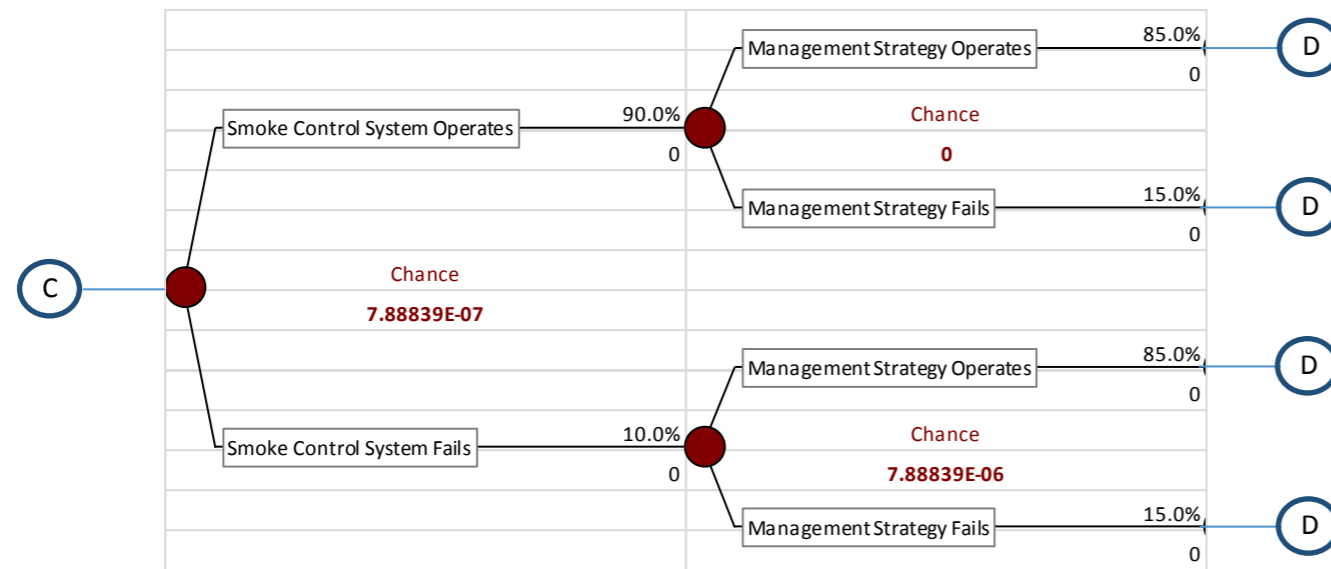 Management Strategy Operates 85.0% D
0
Smoke Control System Operates 90.0% Chance
0 0
Management Strategy Fails 15.0% D
0
C Chance
7.88839E-07
Management Strategy Operates 85.0% D
0
Smoke Control System Fails 10.0% Chance
0 7.88839E-06
Management Strategy Fails 15.0% D
0